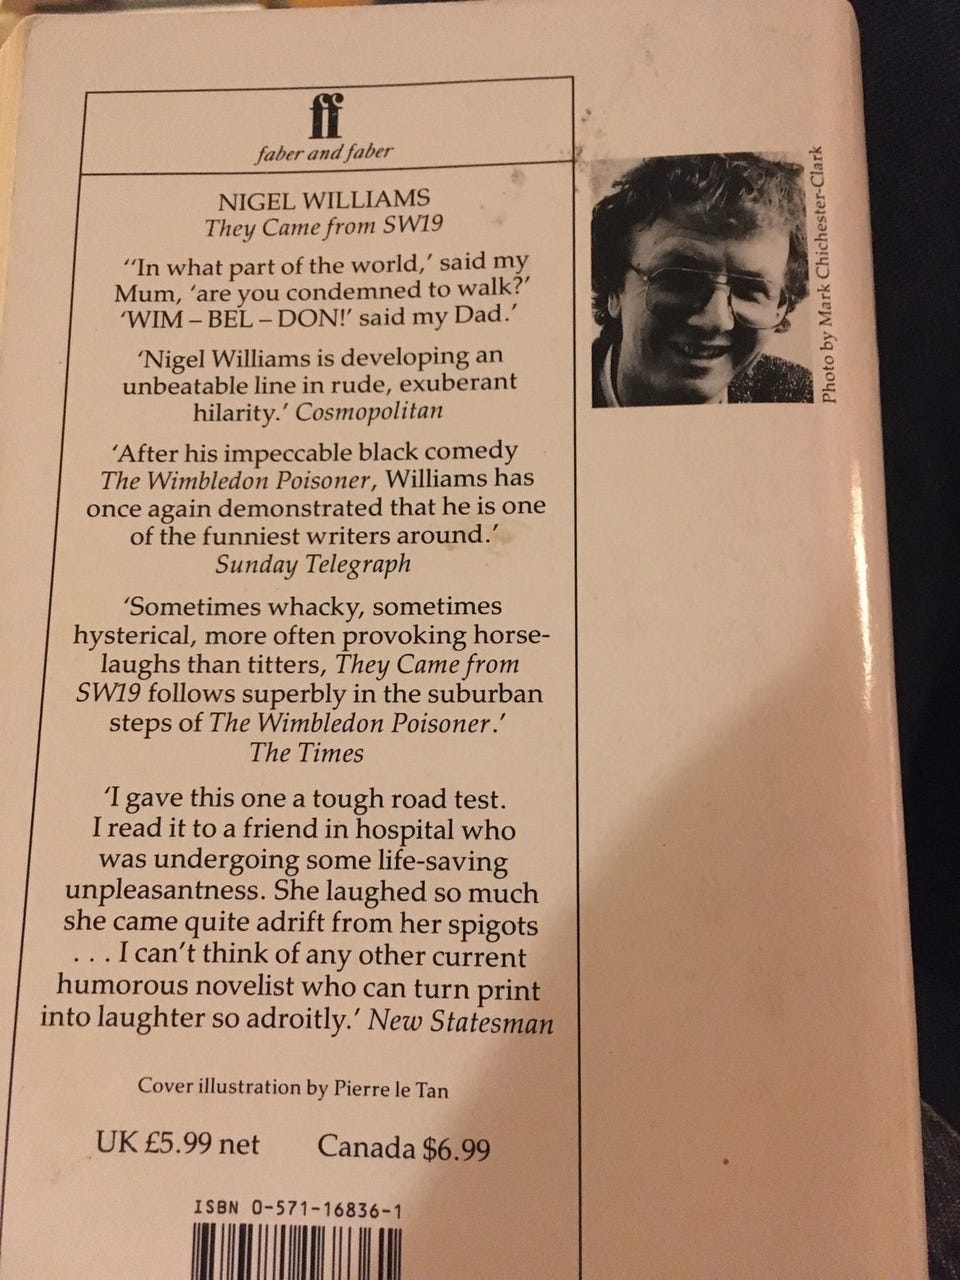 ff
faber and faber
NIGEL WILLIAMS
They Came from SW19
‘‘In what part of the world,’ said my
Mum, ‘are you condemned to walk?’
‘WIM – BEL – DON!’ said my Dad.’
‘Nigel Williams is developing an
unbeatable line in rude, exuberant
hilarity.’ Cosmopolitan
‘After his impeccable black comedy
The Wimbledon Poisoner, Williams has
once again demonstrated that he is one
of the funniest writers around.’
Sunday Telegraph
‘Sometimes whacky, sometimes
hysterical, more often provoking horse-
laughs than titters, They Came from
SW19 follows superbly in the suburban
steps of The Wimbledon Poisoner.’
The Times
‘I gave this one a tough road test.
I read it to a friend in hospital who
was undergoing some life-saving
unpleasantness. She laughed so much
she came quite adrift from her spigots
. . . I can’t think of any other current
humorous novelist who can turn print
into laughter so adroitly.’ New Statesman
Cover illustration by Pierre le Tan
UK £5.99 net Canada $6.99
ISBN 0-571-16836-1
Photo by Mark Chichester-Clark